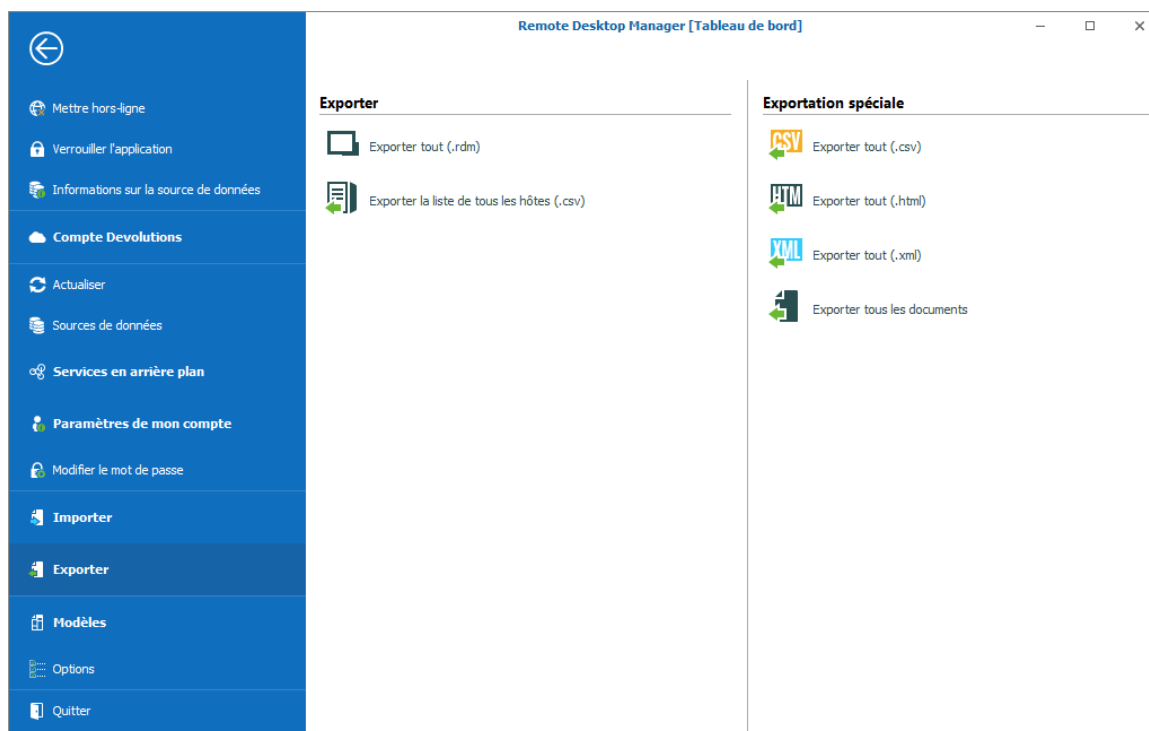 Remote Desktop Manager [Tableau de bord]
Mettre hors-ligne
Verrouiller l'application
Informations sur la source de données
Compte Devolutions
Actualiser
Sources de données
Services en arrière plan
Paramètres de mon compte
Modifier le mot de passe
Importer
Exporter
Modèles
Options
Quitter
Exporter
Exporter tout (.rdm)
Exporter la liste de tous les hôtes (.csv)
Exportation spéciale
CSV
Exporter tout (.csv)
HTM
Exporter tout (.html)
XML
Exporter tout (.xml)
Exporter tous les documents